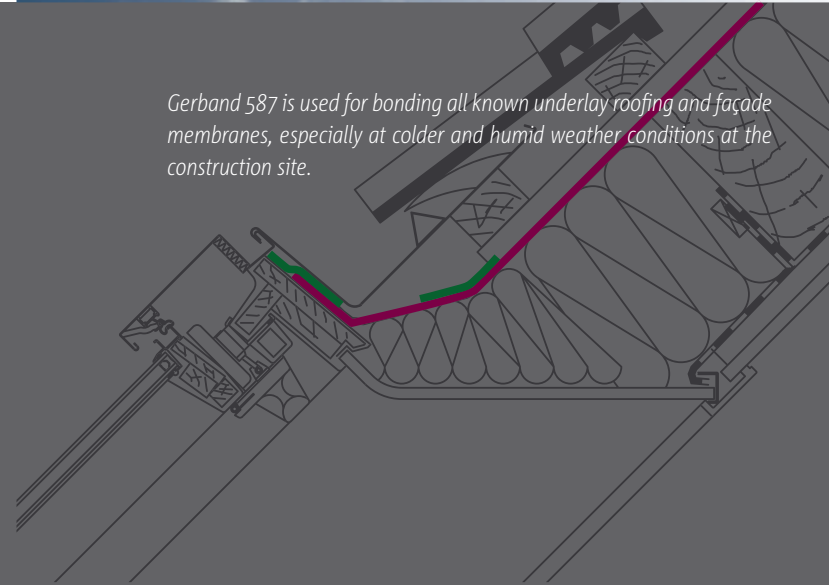 Gerband 587 is used for bonding all known underlay roofing and façade
membranes, especially at colder and humid weather conditions at the
construction site.